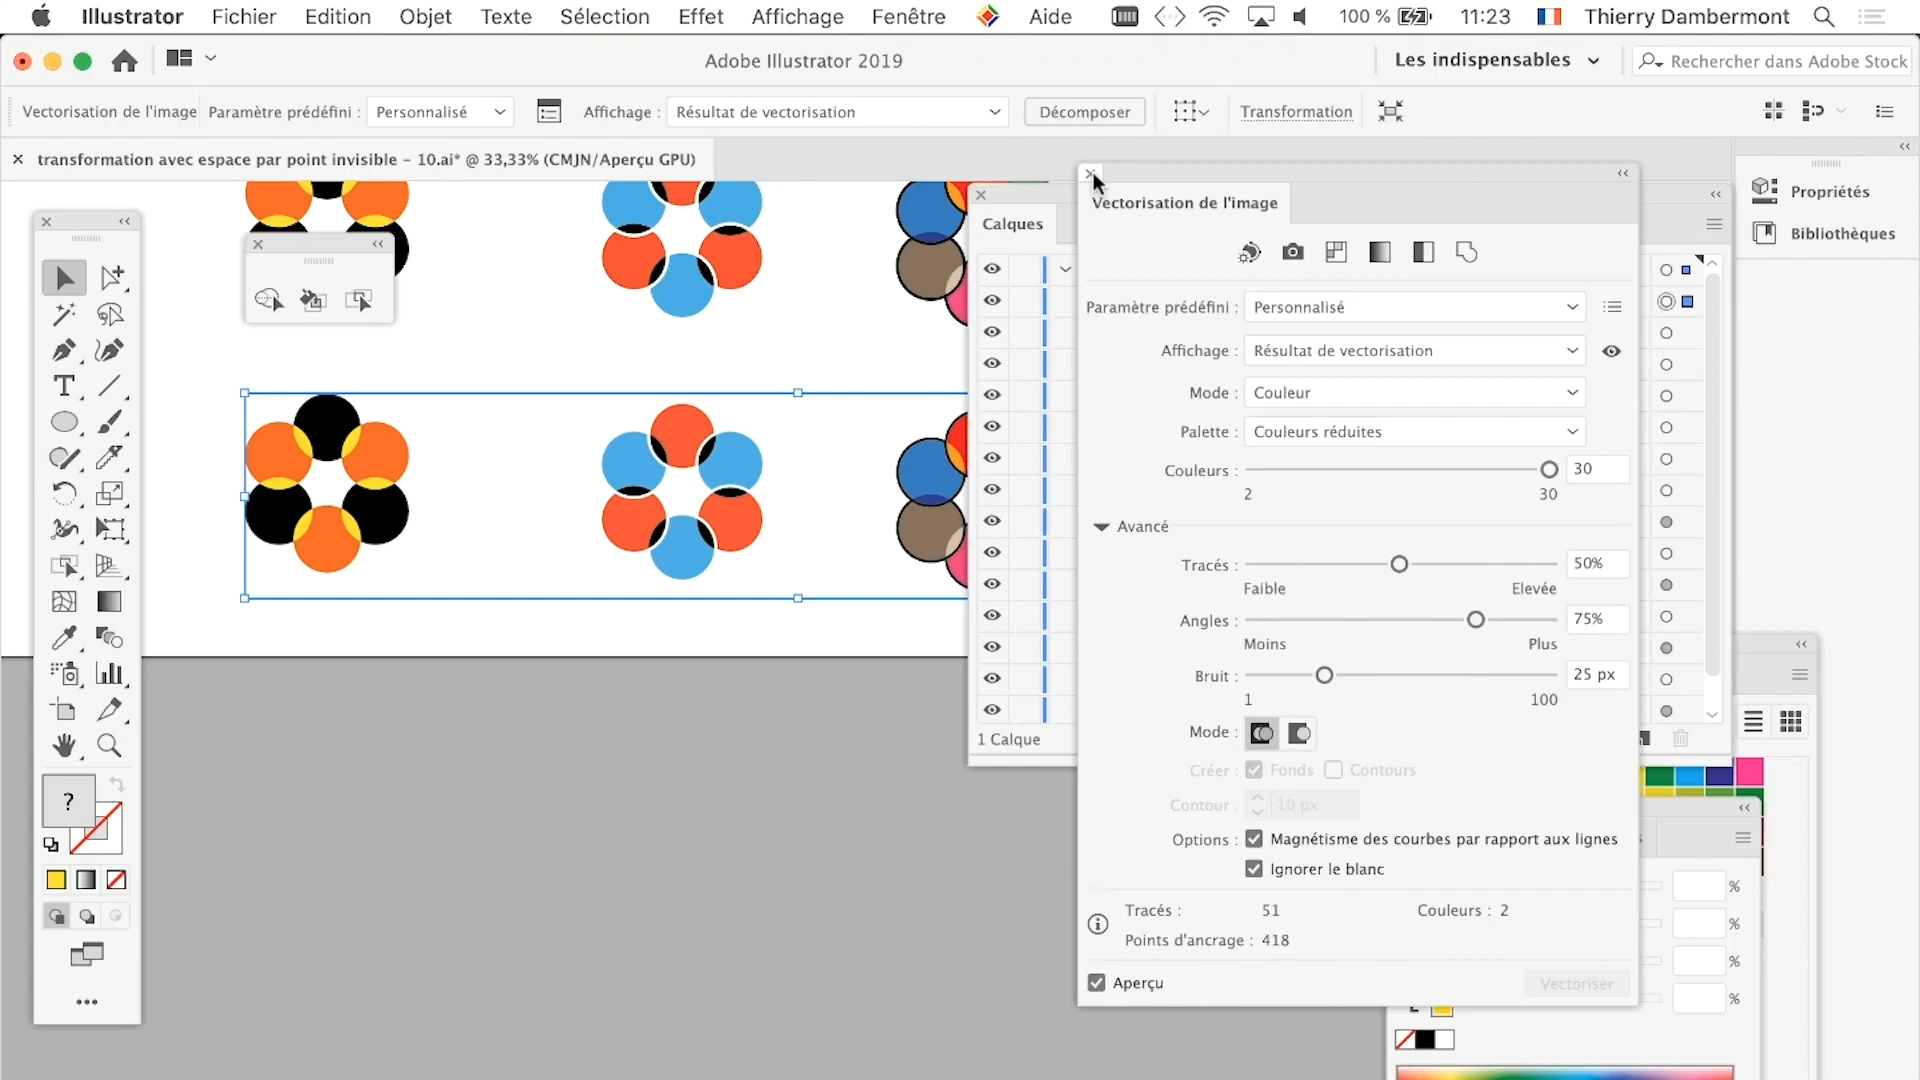 Illustrator Fichier Edition Objet Texte Sélection Effet Affichage Fenêtre Aide 100 % 11:23 Thierry Dambermont
Adobe Illustrator 2019
Les indispensables
Rechercher dans Adobe Stock
Vectorisation de l'image Paramètre prédéfini : Personnalisé Affichage : Résultat de vectorisation Décomposer Transformation
transformation avec espace par point invisible – 10.ai* @ 33,33% (CMJN/Aperçu GPU)
Propriétés
Bibliothèques
Calques
1 Calque
Vectorisation de l'image
Paramètre prédéfini : Personnalisé
Affichage : Résultat de vectorisation
Mode : Couleur
Palette : Couleurs réduites
Couleurs : 30
2 30
Avancé
Tracés : 50%
Faible Elevée
Angles : 75%
Moins Plus
Bruit : 25 px
1 100
Mode :
Créer : Fonds Contours
Contour : 10 px
Options : Magnétisme des courbes par rapport aux lignes
Ignorer le blanc
Tracés : 51 Couleurs : 2
Points d'ancrage : 418
Aperçu
Vectoriser
?
%
%
%
%